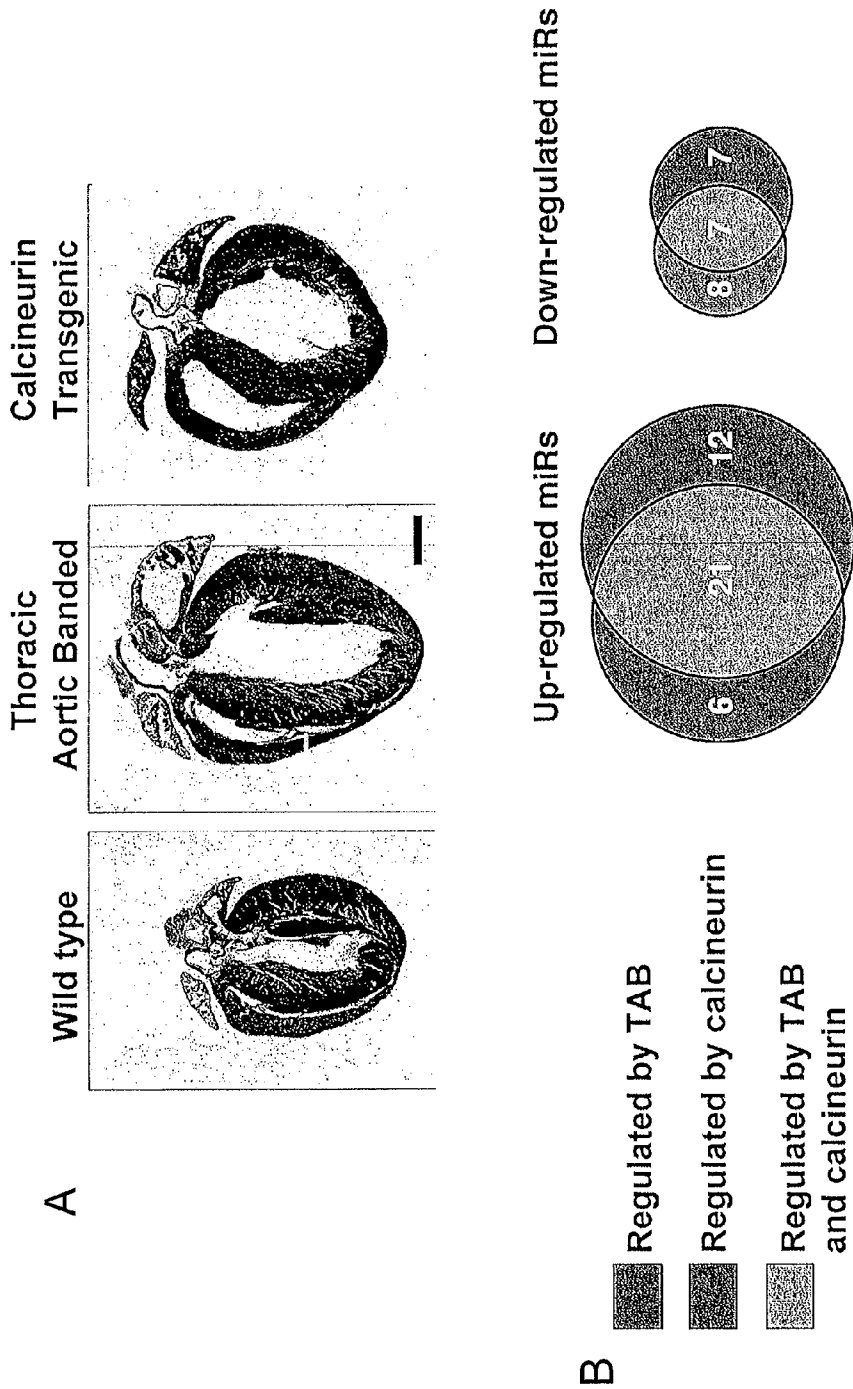 A
Wild type
Thoracic
Aortic Banded
Calcineurin
Transgenic
B
Regulated by TAB
Regulated by calcineurin
Regulated by TAB
and calcineurin
Up-regulated miRs
6
21
12
Down-regulated miRs
8
7
7